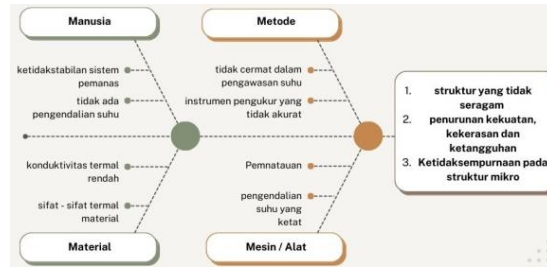 Manusia
Metode
ketidakstabilan sistem
pemanas
tidak ada
pengendalian suhu
tidak cermat dalam
pengawasan suhu
instrumen pengukur yang
tidak akurat
1. struktur yang tidak
seragam
2. penurunan kekuatan,
kekerasan dan
ketangguhan
3. Ketidaksempurnaan pada
struktur mikro
konduktivitas termal
rendah
sifat - sifat termal
material
Pemnatauan
pengendalian
suhu yang
ketat
Material
Mesin / Alat